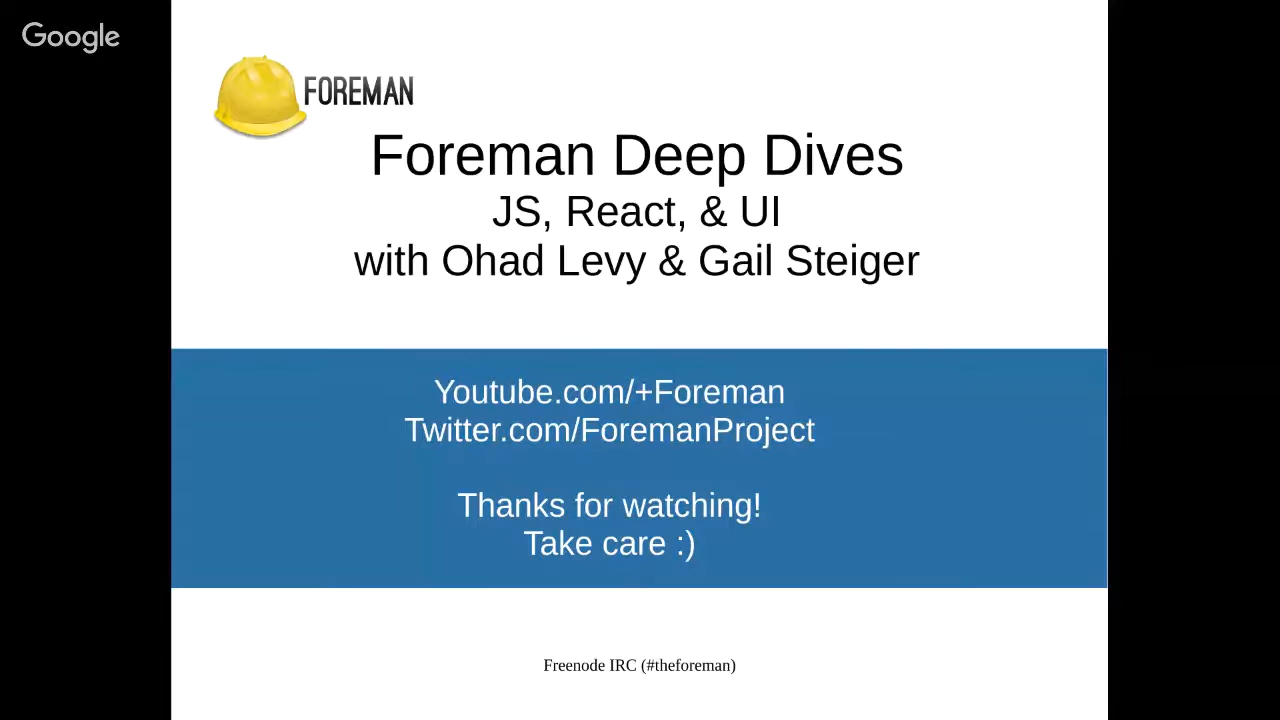 Google
FOREMAN
Foreman Deep Dives
JS, React, & UI
with Ohad Levy & Gail Steiger
Youtube.com/+Foreman
Twitter.com/ForemanProject
Thanks for watching!
Take care :)
Freenode IRC (#theforeman)